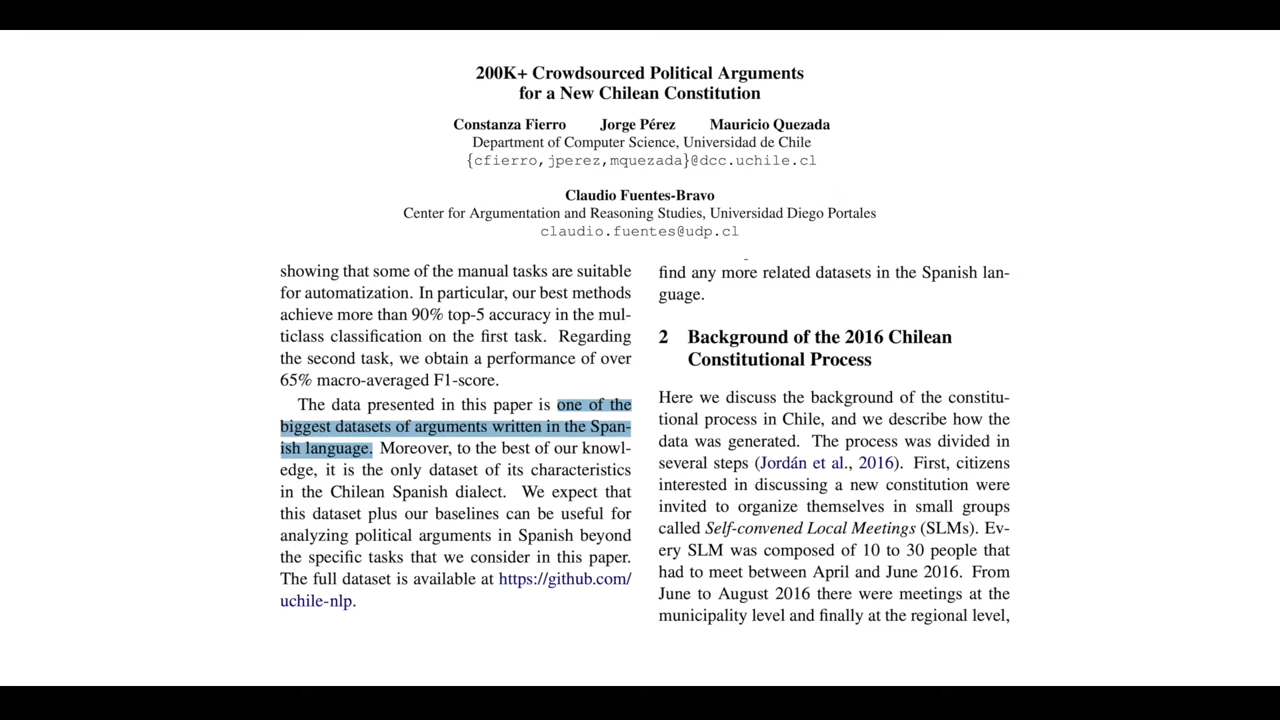 200K+ Crowdsourced Political Arguments
for a New Chilean Constitution
Constanza Fierro Jorge Pérez Mauricio Quezada
Department of Computer Science, Universidad de Chile
{cfierro,jperez,mquezada}@dcc.uchile.cl
Claudio Fuentes-Bravo
Center for Argumentation and Reasoning Studies, Universidad Diego Portales
claudio.fuentes@udp.cl
showing that some of the manual tasks are suitable
for automatization. In particular, our best methods
achieve more than 90% top-5 accuracy in the mul-
ticlass classification on the first task. Regarding
the second task, we obtain a performance of over
65% macro-averaged F1-score.
The data presented in this paper is one of the
biggest datasets of arguments written in the Span-
ish language. Moreover, to the best of our knowl-
edge, it is the only dataset of its characteristics
in the Chilean Spanish dialect. We expect that
this dataset plus our baselines can be useful for
analyzing political arguments in Spanish beyond
the specific tasks that we consider in this paper.
The full dataset is available at https://github.com/
uchile-nlp.
find any more related datasets in the Spanish lan-
guage.
2 Background of the 2016 Chilean
Constitutional Process
Here we discuss the background of the constitu-
tional process in Chile, and we describe how the
data was generated. The process was divided in
several steps (Jordán et al., 2016). First, citizens
interested in discussing a new constitution were
invited to organize themselves in small groups
called Self-convened Local Meetings (SLMs). Ev-
ery SLM was composed of 10 to 30 people that
had to meet between April and June 2016. From
June to August 2016 there were meetings at the
municipality level and finally at the regional level,